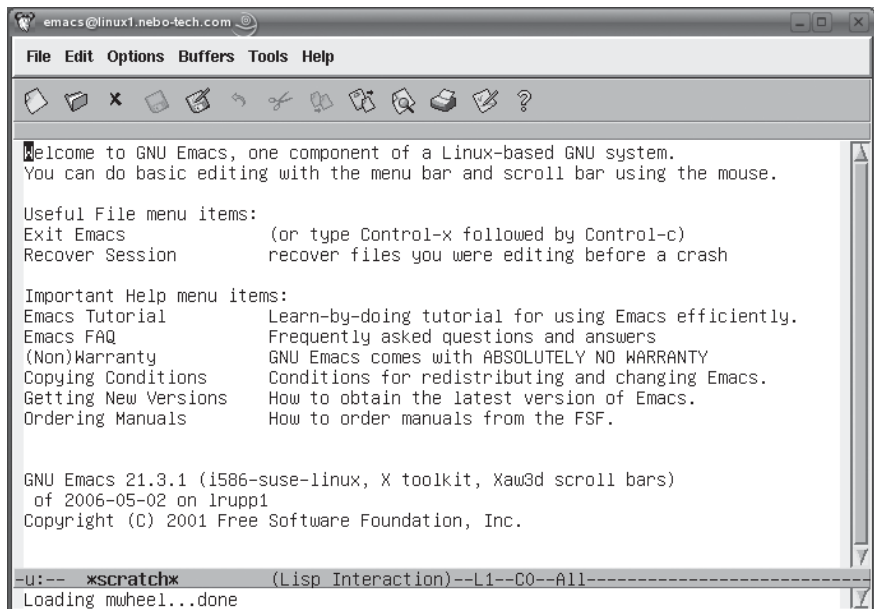 emacs@linux1.nebo-tech.com
File Edit Options Buffers Tools Help
Welcome to GNU Emacs, one component of a Linux-based GNU system.
You can do basic editing with the menu bar and scroll bar using the mouse.
Useful File menu items:
Exit Emacs (or type Control-x followed by Control-c)
Recover Session recover files you were editing before a crash
Important Help menu items:
Emacs Tutorial Learn-by-doing tutorial for using Emacs efficiently.
Emacs FAQ Frequently asked questions and answers
(Non)Warranty GNU Emacs comes with ABSOLUTELY NO WARRANTY
Copying Conditions Conditions for redistributing and changing Emacs.
Getting New Versions How to obtain the latest version of Emacs.
Ordering Manuals How to order manuals from the FSF.
GNU Emacs 21.3.1 (i586-suse-linux, X toolkit, Xaw3d scroll bars)
of 2006-05-02 on lrupp1
Copyright (C) 2001 Free Software Foundation, Inc.
-u:-- *scratch* (Lisp Interaction)--L1--C0--All---------------------------
Loading mwheel...done